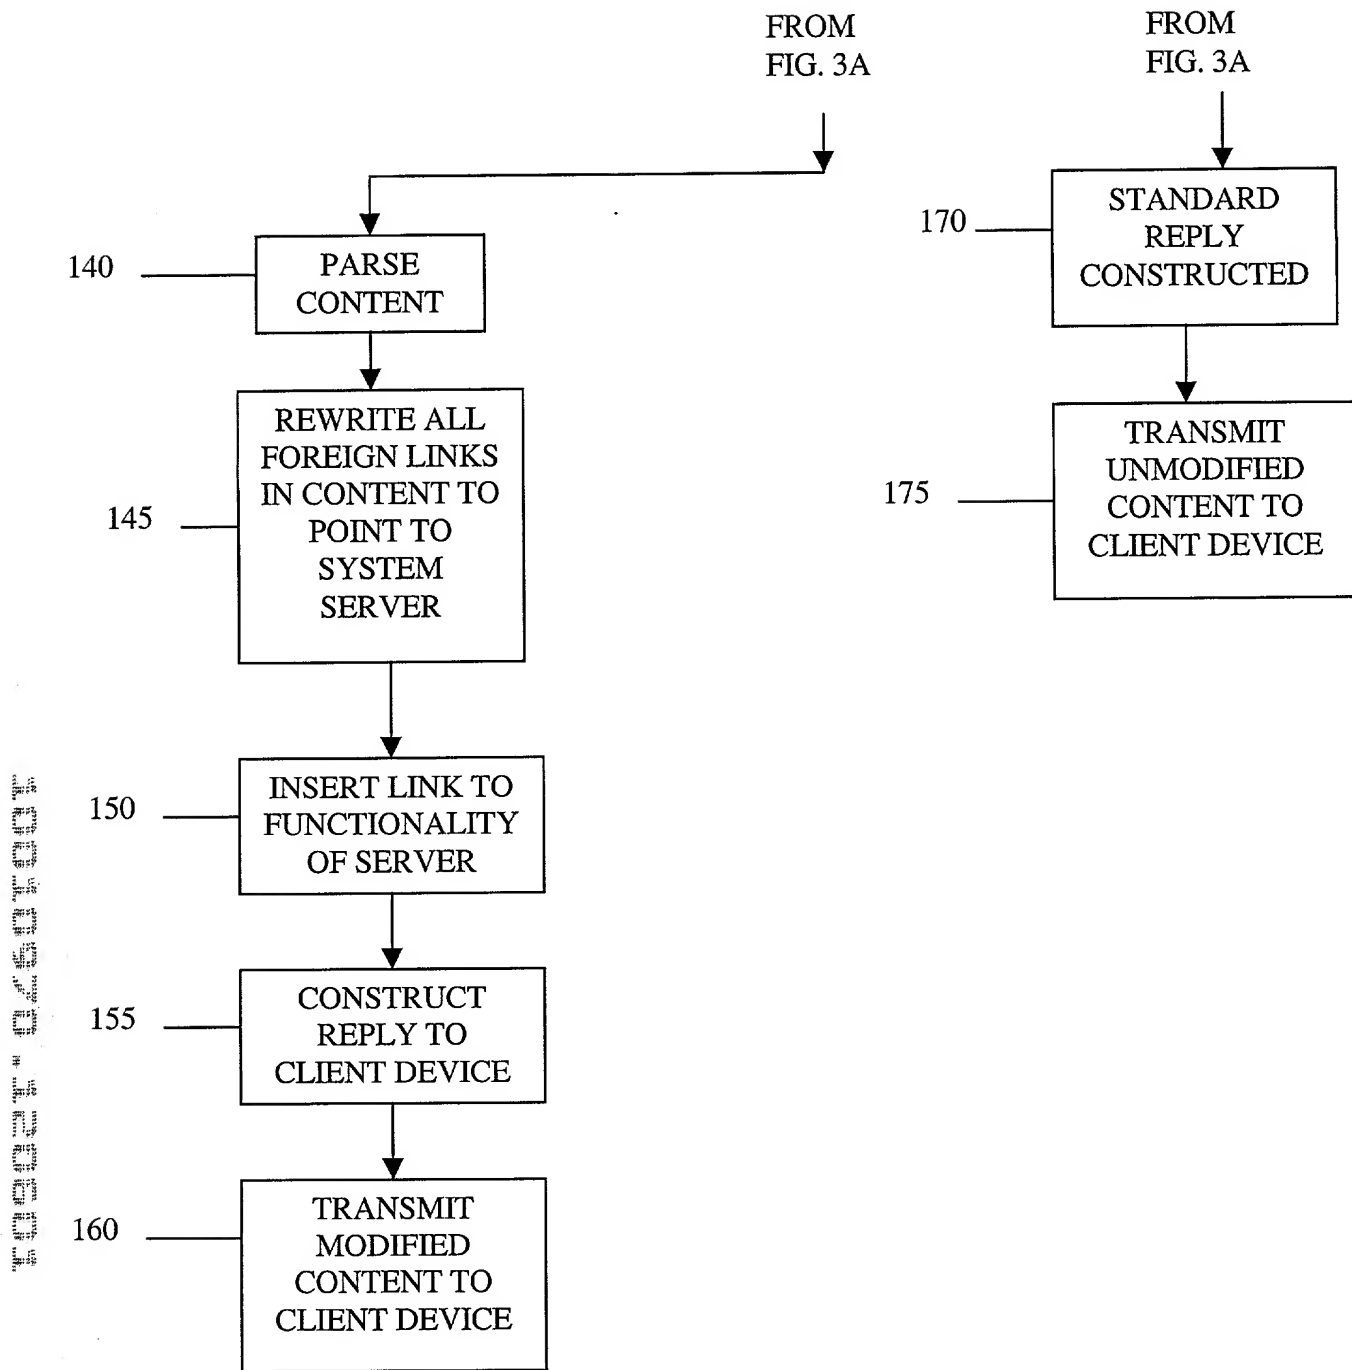 FROM
FIG. 3A
FROM
FIG. 3A
140
PARSE
CONTENT
145
REWRITE ALL
FOREIGN LINKS
IN CONTENT TO
POINT TO
SYSTEM
SERVER
150
INSERT LINK TO
FUNCTIONALITY
OF SERVER
155
CONSTRUCT
REPLY TO
CLIENT DEVICE
160
TRANSMIT
MODIFIED
CONTENT TO
CLIENT DEVICE
170
STANDARD
REPLY
CONSTRUCTED
175
TRANSMIT
UNMODIFIED
CONTENT TO
CLIENT DEVICE